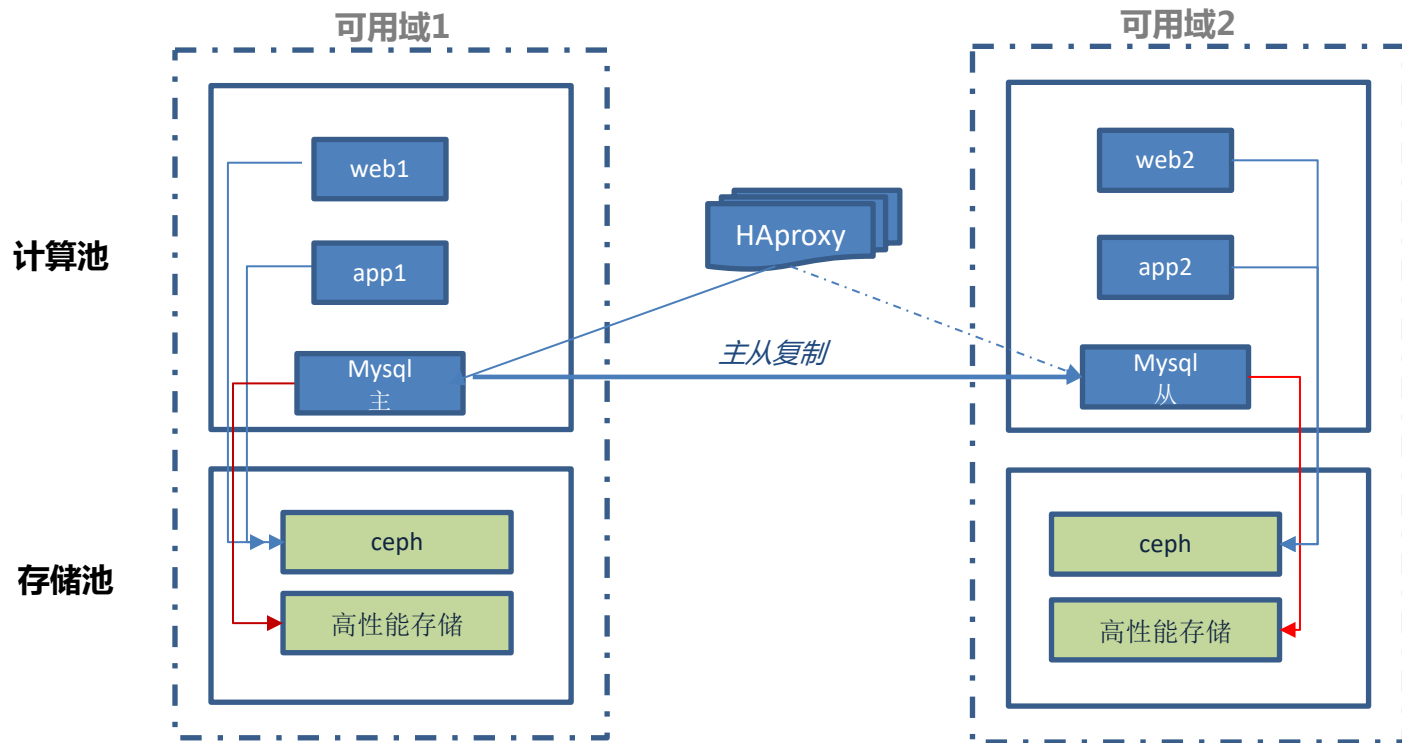 可用域1
可用域2
web1
web2
HAproxy
计算池
app1
app2
主从复制
Mysql
主
Mysql
从
ceph
ceph
存储池
高性能存储
高性能存储